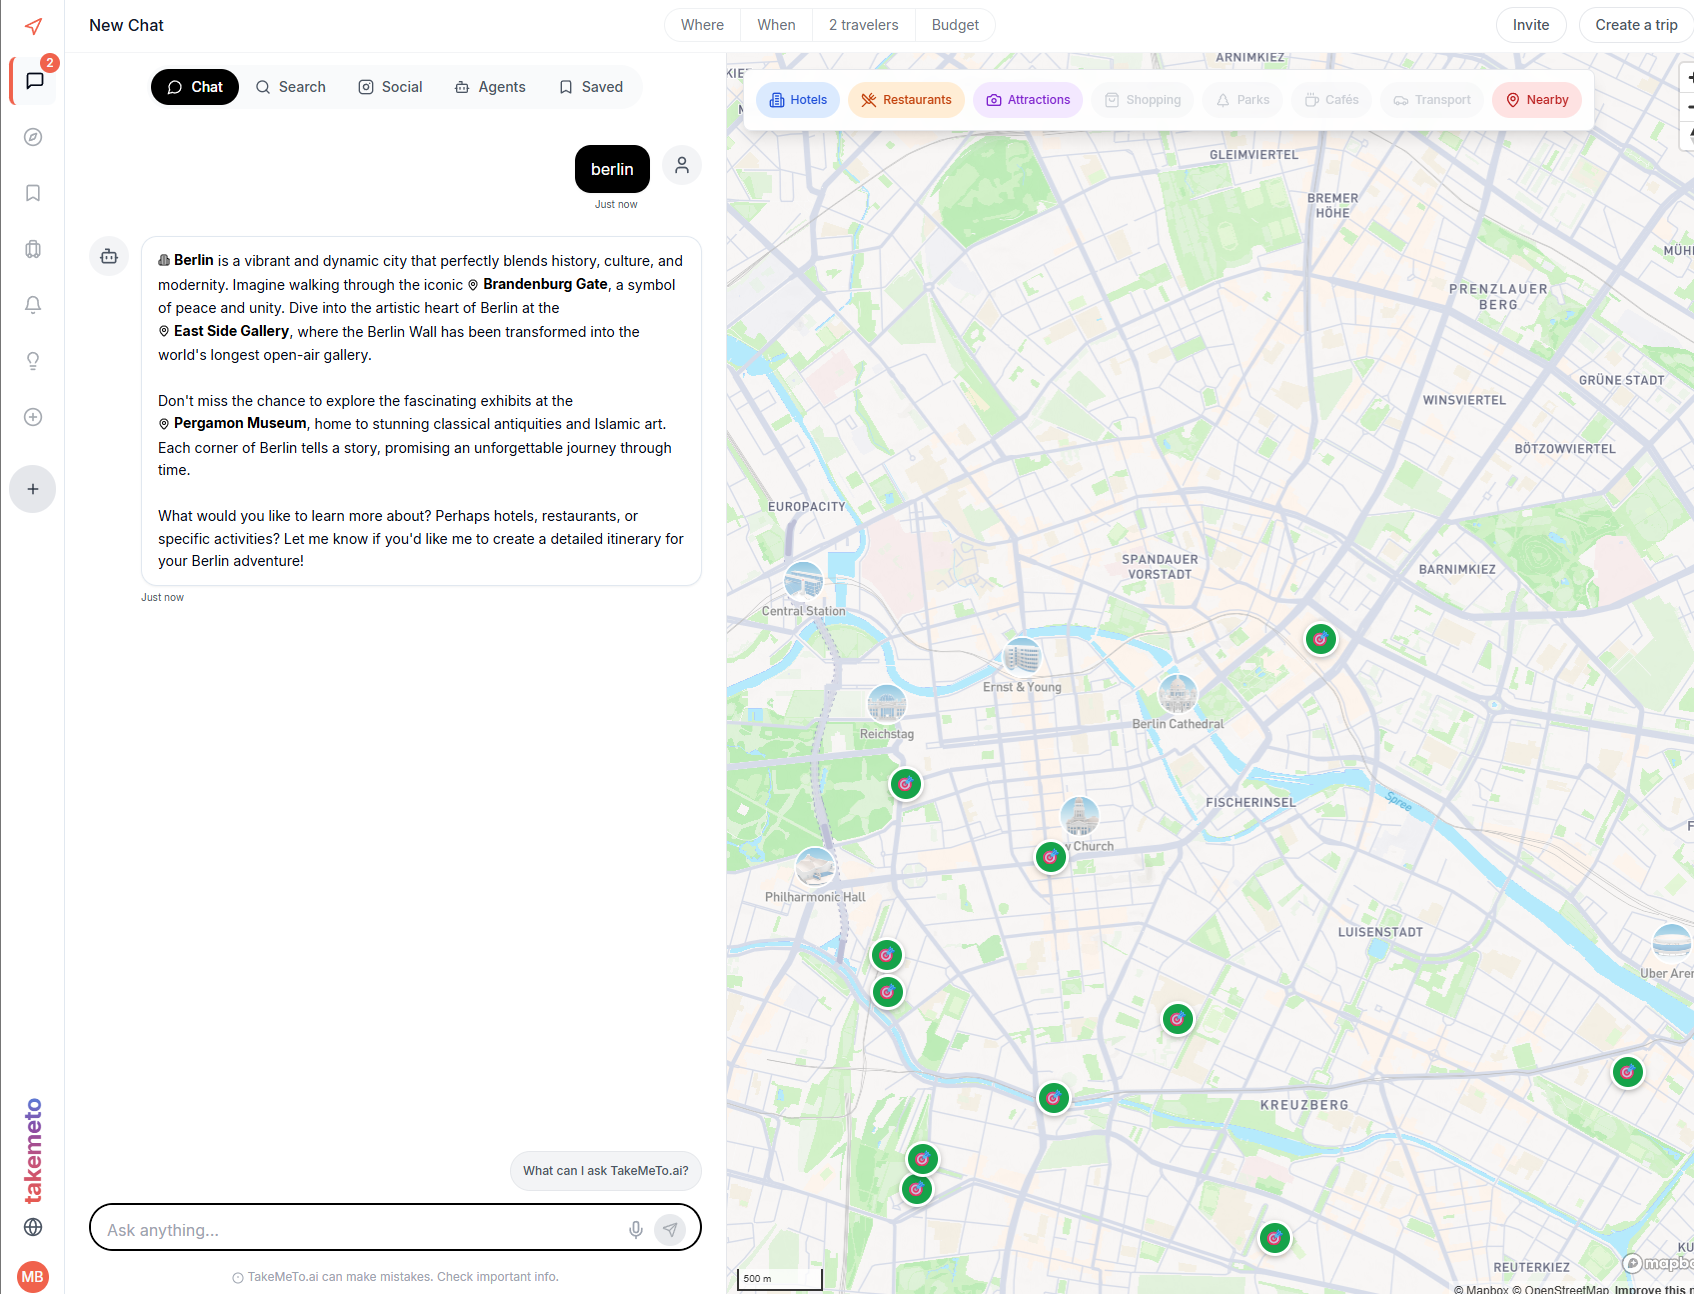 New Chat
Where
When
2 travelers
Budget
Invite
Create a trip
2
Chat
Search
Social
Agents
Saved
berlin
Just now
Berlin is a vibrant and dynamic city that perfectly blends history, culture, and
modernity. Imagine walking through the iconic Brandenburg Gate, a symbol
of peace and unity. Dive into the artistic heart of Berlin at the
East Side Gallery, where the Berlin Wall has been transformed into the
world's longest open-air gallery.
Don't miss the chance to explore the fascinating exhibits at the
Pergamon Museum, home to stunning classical antiquities and Islamic art.
Each corner of Berlin tells a story, promising an unforgettable journey through
time.
What would you like to learn more about? Perhaps hotels, restaurants, or
specific activities? Let me know if you'd like me to create a detailed itinerary for
your Berlin adventure!
Just now
What can I ask TakeMeTo.ai?
Ask anything...
TakeMeTo.ai can make mistakes. Check important info.
takemeto
MB
Hotels
Restaurants
Attractions
Shopping
Parks
Cafés
Transport
Nearby
ARNIMKIEZ
GLEIMVIERTEL
BREMER
HÖHE
PRENZLAUER
BERG
GRÜNE STADT
WINSVIERTEL
BÖTZOWVIERTEL
EUROPACITY
SPANDAUER
VORSTADT
BARNIMKIEZ
Central Station
Ernst & Young
Berlin Cathedral
Reichstag
FISCHERINSEL
Spree
Church
Philharmonic Hall
LUISENSTADT
Uber
KREUZBERG
REUTERKIEZ
500 m
© Mapbox © OpenStreetMap Improve this